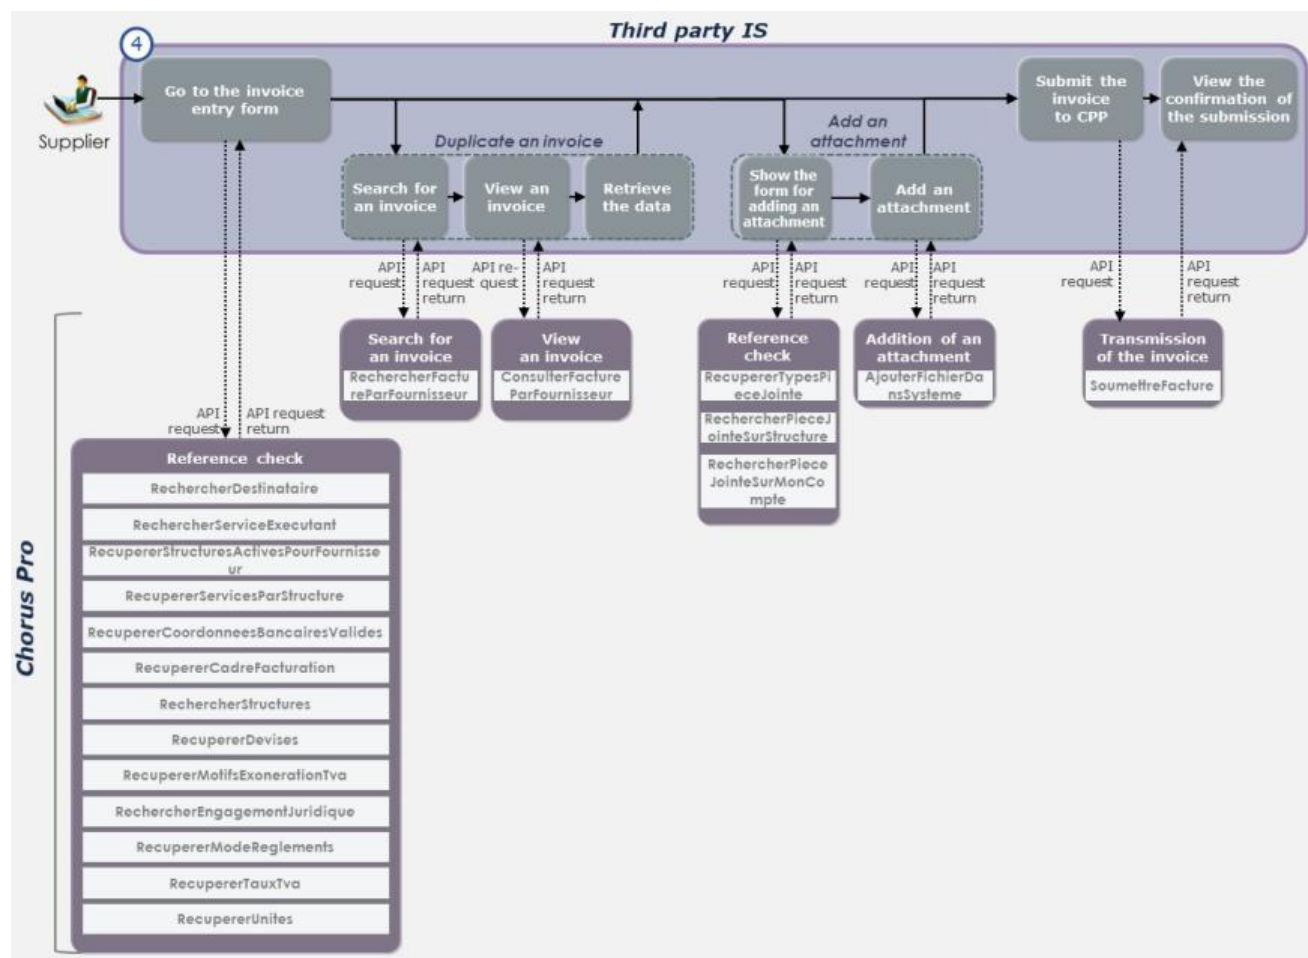 Third party IS
4
Supplier
Go to the invoice
entry form
Duplicate an invoice
Search for
an invoice
View an
invoice
Retrieve
the data
Add an
attachment
Show the
form for
adding an
attachment
Add an
attachment
Submit the
invoice
to CPP
View the
confirmation of
the submission
API
request
API
request
return
API re-
quest
API
request
return
API
request
API
request
return
API
request
API
request
return
API
request
API
request
return
Search for
an invoice
RechercherFactu
reParFournisseur
View
an invoice
ConsulterFacture
ParFournisseur
Reference
check
RecupererTypesPi
eceJointe
RechercherPieceJ
ointeSurStructure
RechercherPiece
JointeSurMonCo
mpte
Addition of an
attachment
AjouterFichierDa
nsSysteme
Transmission
of the invoice
SoumettreFacture
API
request
API request
return
Chorus Pro
Reference check
RechercherDestinataire
RechercherServiceExecutant
RecupererStructuresActivesPourFournisse
ur
RecupererServicesParStructure
RecupererCoordonneesBancairesValides
RecupererCadreFacturation
RechercherStructures
RecupererDevises
RecupererMotifsExonerationTva
RechercherEngagementJuridique
RecupererModeReglements
RecupererTauxTva
RecupererUnites